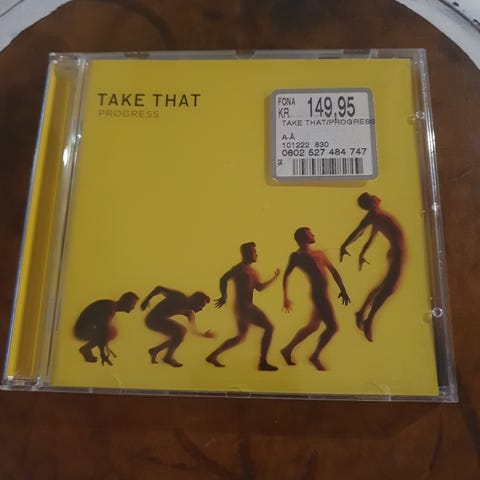 TAKE THAT
PROGRESS
FONA
KR. 149,95
TAKE THAT/PROGRESS
A-Å
101222 830
0602 527 484 747